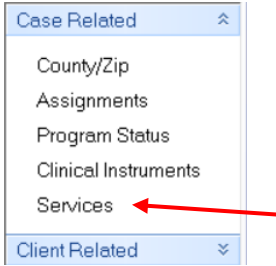 Case Related
County/Zip
Assignments
Program Status
Clinical Instruments
Services
Client Related